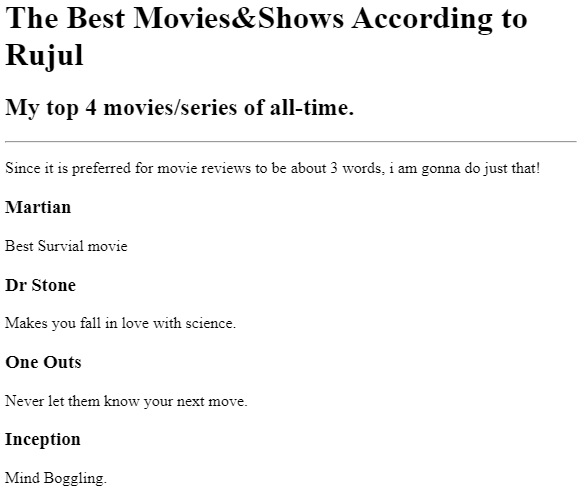 The Best Movies&Shows According to
Rujul
My top 4 movies/series of all-time.
Since it is preferred for movie reviews to be about 3 words, i am gonna do just that!
Martian
Best Survial movie
Dr Stone
Makes you fall in love with science.
One Outs
Never let them know your next move.
Inception
Mind Boggling.